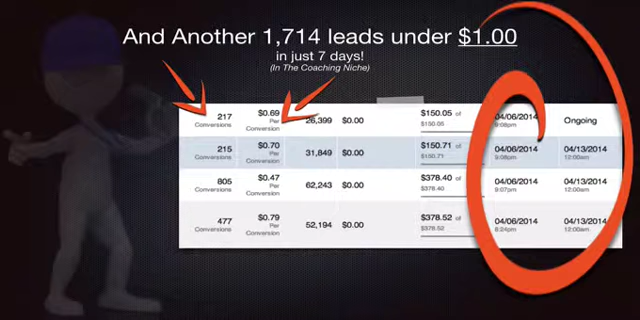 And Another 1,714 leads under $1.00
in just 7 days!
(In The Coaching Niche)
217 Conversions $0.69 Per Conversion 26,399 $0.00 $150.05 of $150.05 04/06/2014 9:08pm Ongoing
215 Conversions $0.70 Per Conversion 31,849 $0.00 $150.71 of $150.71 04/06/2014 9:08pm 04/13/2014 12:00am
805 Conversions $0.47 Per Conversion 62,243 $0.00 $378.40 of $378.40 04/06/2014 9:07pm 04/13/2014 12:00am
477 Conversions $0.79 Per Conversion 52,194 $0.00 $378.52 of $378.52 04/06/2014 8:24pm 04/13/2014 12:00am